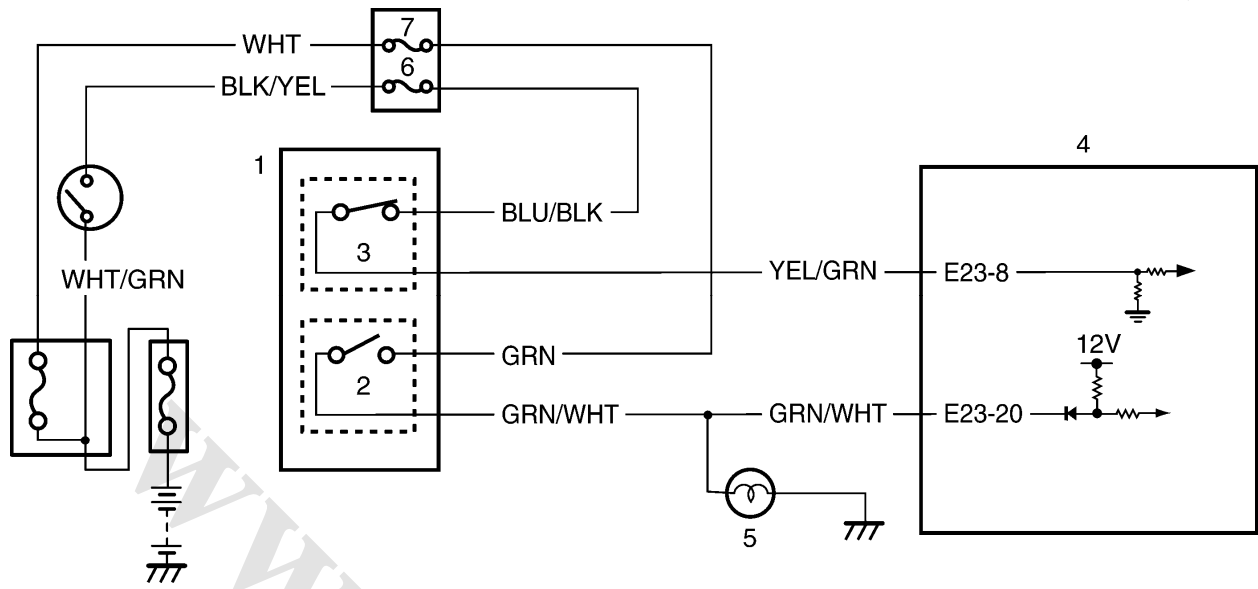 7
WHT
6
BLK/YEL
1
4
BLU/BLK
3
YEL/GRN
E23-8
WHT/GRN
12V
GRN
2
GRN/WHT
GRN/WHT
E23-20
5
WW